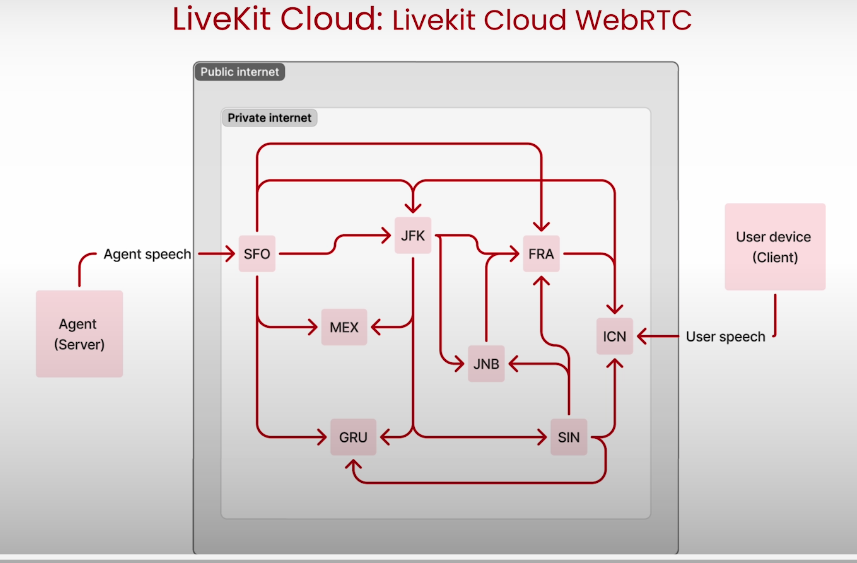 LiveKit Cloud: Livekit Cloud WebRTC
Public internet
Private internet
JFK
Agent speech
SFO
FRA
User device
(Client)
Agent
(Server)
MEX
ICN
User speech
JNB
GRU
SIN